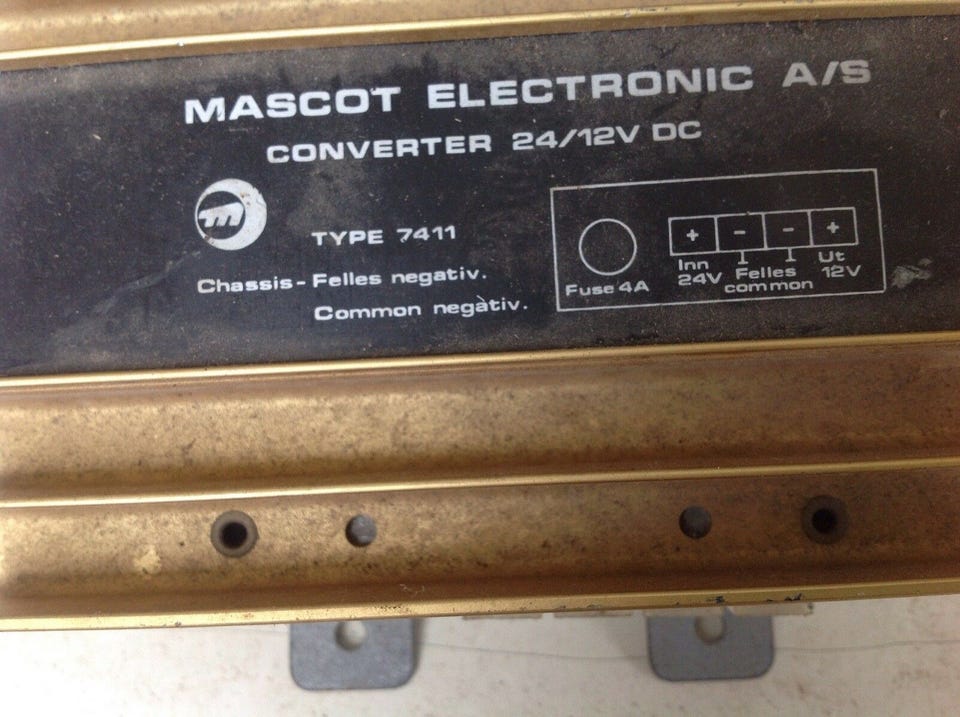 MASCOT ELECTRONIC A/S
CONVERTER 24/12V DC
m
TYPE 7411
Chassis - Felles negativ.
Common negativ.
+ - - +
Inn 24V
Felles common
Ut 12V
Fuse 4A